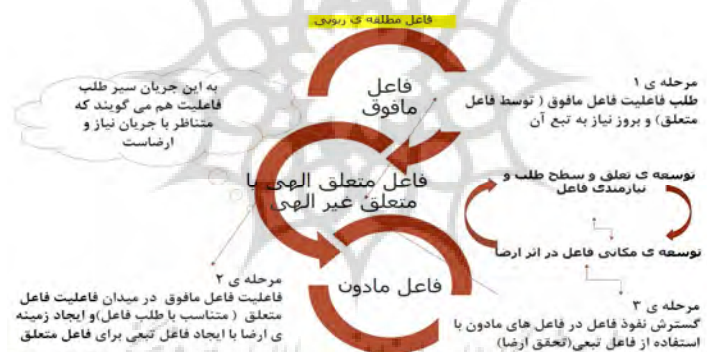 فاعل مطلقه ی ربوبی
فاعل
مافوق
به این جریان سیر طلب
فاعلیت هم می گویند که
متناظر با جریان نیاز و
ارضاست
مرحله ی ۱
طلب فاعلیت فاعل مافوق ( توسط فاعل
متعلق) و بروز نیاز به تبع آن
فاعل متعلق الهی یا
متعلق غیر الهی
توسعه ی تعلق و سطح طلب و
نیازمندی فاعل
توسعه ی مکانی فاعل در اثر ارضا
فاعل مادون
مرحله ی ۲
فاعلیت فاعل مافوق در میدان فاعلیت فاعل
متعلق ( متناسب با طلب فاعل)و ایجاد زمینه
ی ارضا با ایجاد فاعل تبعی برای فاعل متعلق
مرحله ی ۳
گسترش نفوذ فاعل در فاعل های مادون با
استفاده از فاعل تبعی(تحقق ارضا)